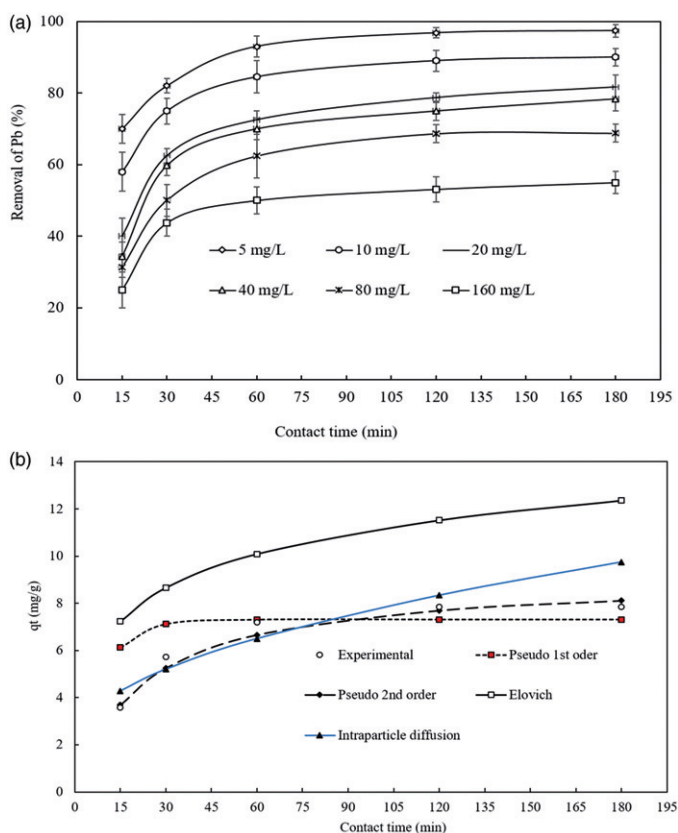 (a)
100
80
60
40
20
0
Removal of Pb (%)
5 mg/L 10 mg/L 20 mg/L
40 mg/L 80 mg/L 160 mg/L
0 15 30 45 60 75 90 105 120 135 150 165 180 195
Contact time (min)
(b)
14
12
10
8
6
4
2
0
qt (mg/g)
Experimental Pseudo 1st oder
Pseudo 2nd order Elovich
Intraparticle diffusion
0 15 30 45 60 75 90 105 120 135 150 165 180 195
Contact time (min)